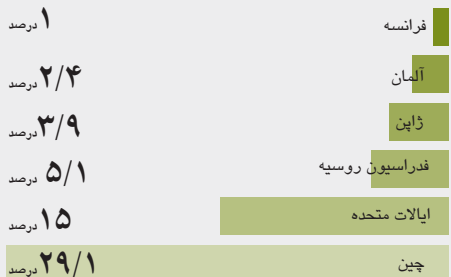 فرانسه ۱ درصد
آلمان ۲/۴ درصد
ژاپن ۳/۹ درصد
فدراسیون روسیه ۵/۱ درصد
ایالات متحده ۱۵ درصد
چین ۲۹/۱ درصد